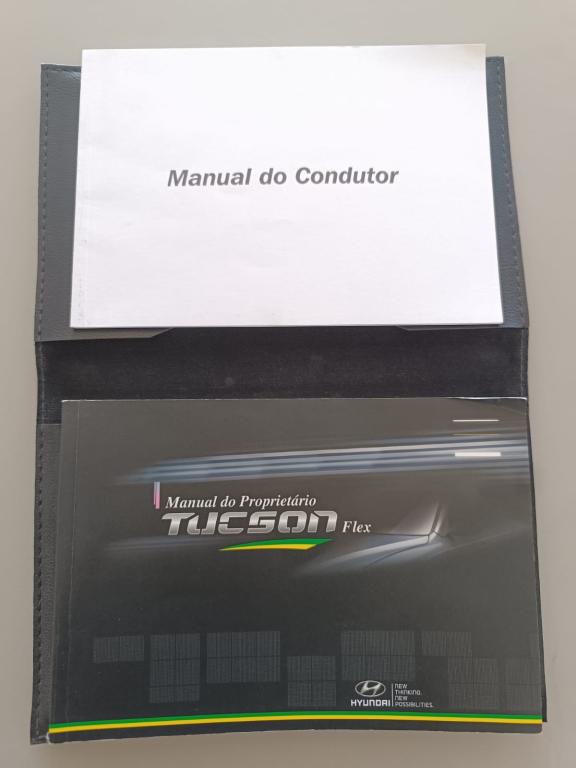 Manual do Condutor
Manual do Proprietário
TUCSON Flex
HYUNDAI
NEW
THINKING.
NEW
POSSIBILITIES.